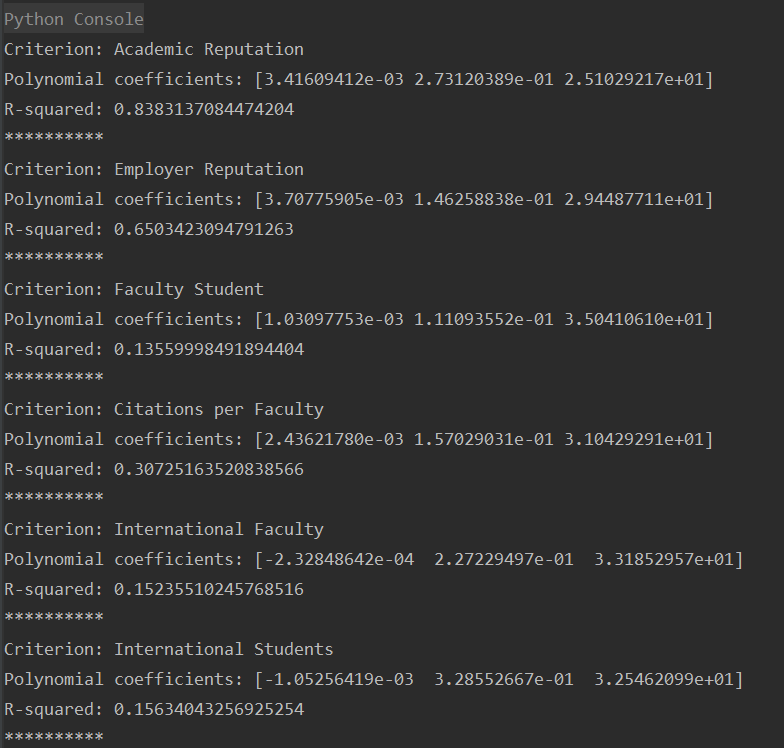 Python Console
Criterion: Academic Reputation
Polynomial coefficients: [3.41609412e-03 2.73120389e-01 2.51029217e+01]
R-squared: 0.8383137084474204
**********
Criterion: Employer Reputation
Polynomial coefficients: [3.70775905e-03 1.46258838e-01 2.94487711e+01]
R-squared: 0.6503423094791263
**********
Criterion: Faculty Student
Polynomial coefficients: [1.03097753e-03 1.11093552e-01 3.50410610e+01]
R-squared: 0.13559998491894404
**********
Criterion: Citations per Faculty
Polynomial coefficients: [2.43621780e-03 1.57029031e-01 3.10429291e+01]
R-squared: 0.30725163520838566
**********
Criterion: International Faculty
Polynomial coefficients: [-2.32848642e-04  2.27229497e-01  3.31852957e+01]
R-squared: 0.15235510245768516
**********
Criterion: International Students
Polynomial coefficients: [-1.05256419e-03  3.28552667e-01  3.25462099e+01]
R-squared: 0.15634043256925254
**********